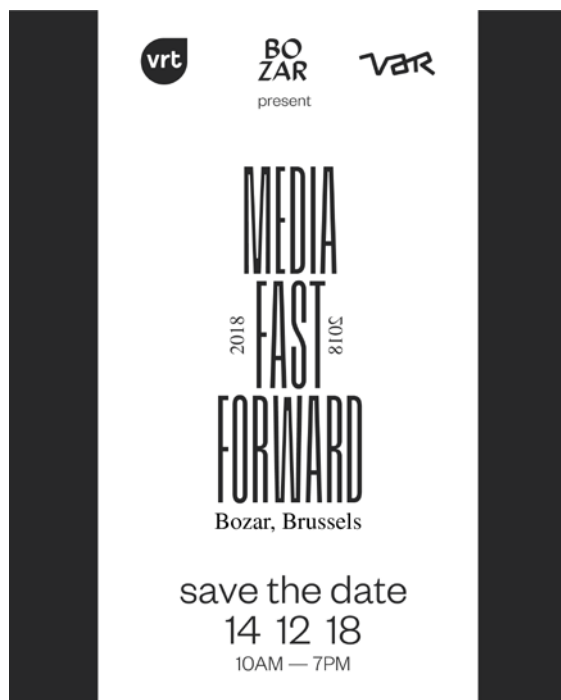 vrt
BO
ZAR
var
present
MEDIA
2018 FAST 2018
FORWARD
Bozar, Brussels
save the date
14 12 18
10AM — 7PM